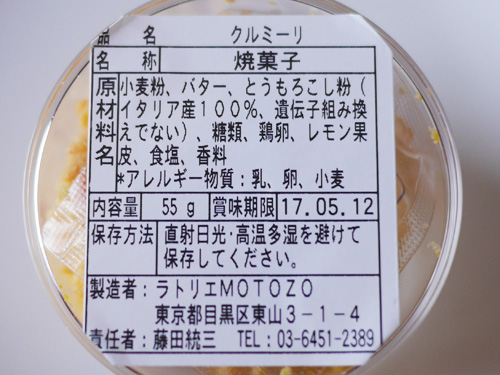 品 名 クルミーリ
名 称 焼菓子
原材料名 小麦粉、バター、とうもろこし粉(
イタリア産100%、遺伝子組み換
えでない)、糖類、鶏卵、レモン果
皮、食塩、香料
*アレルギー物質:乳、卵、小麦
内容量 55g 賞味期限 17.05.12
保存方法 直射日光・高温多湿を避けて
保存してください。
製造者:ラトリエMOTOZO
東京都目黒区東山3-1-4
責任者:藤田統三 TEL:03-6451-2389